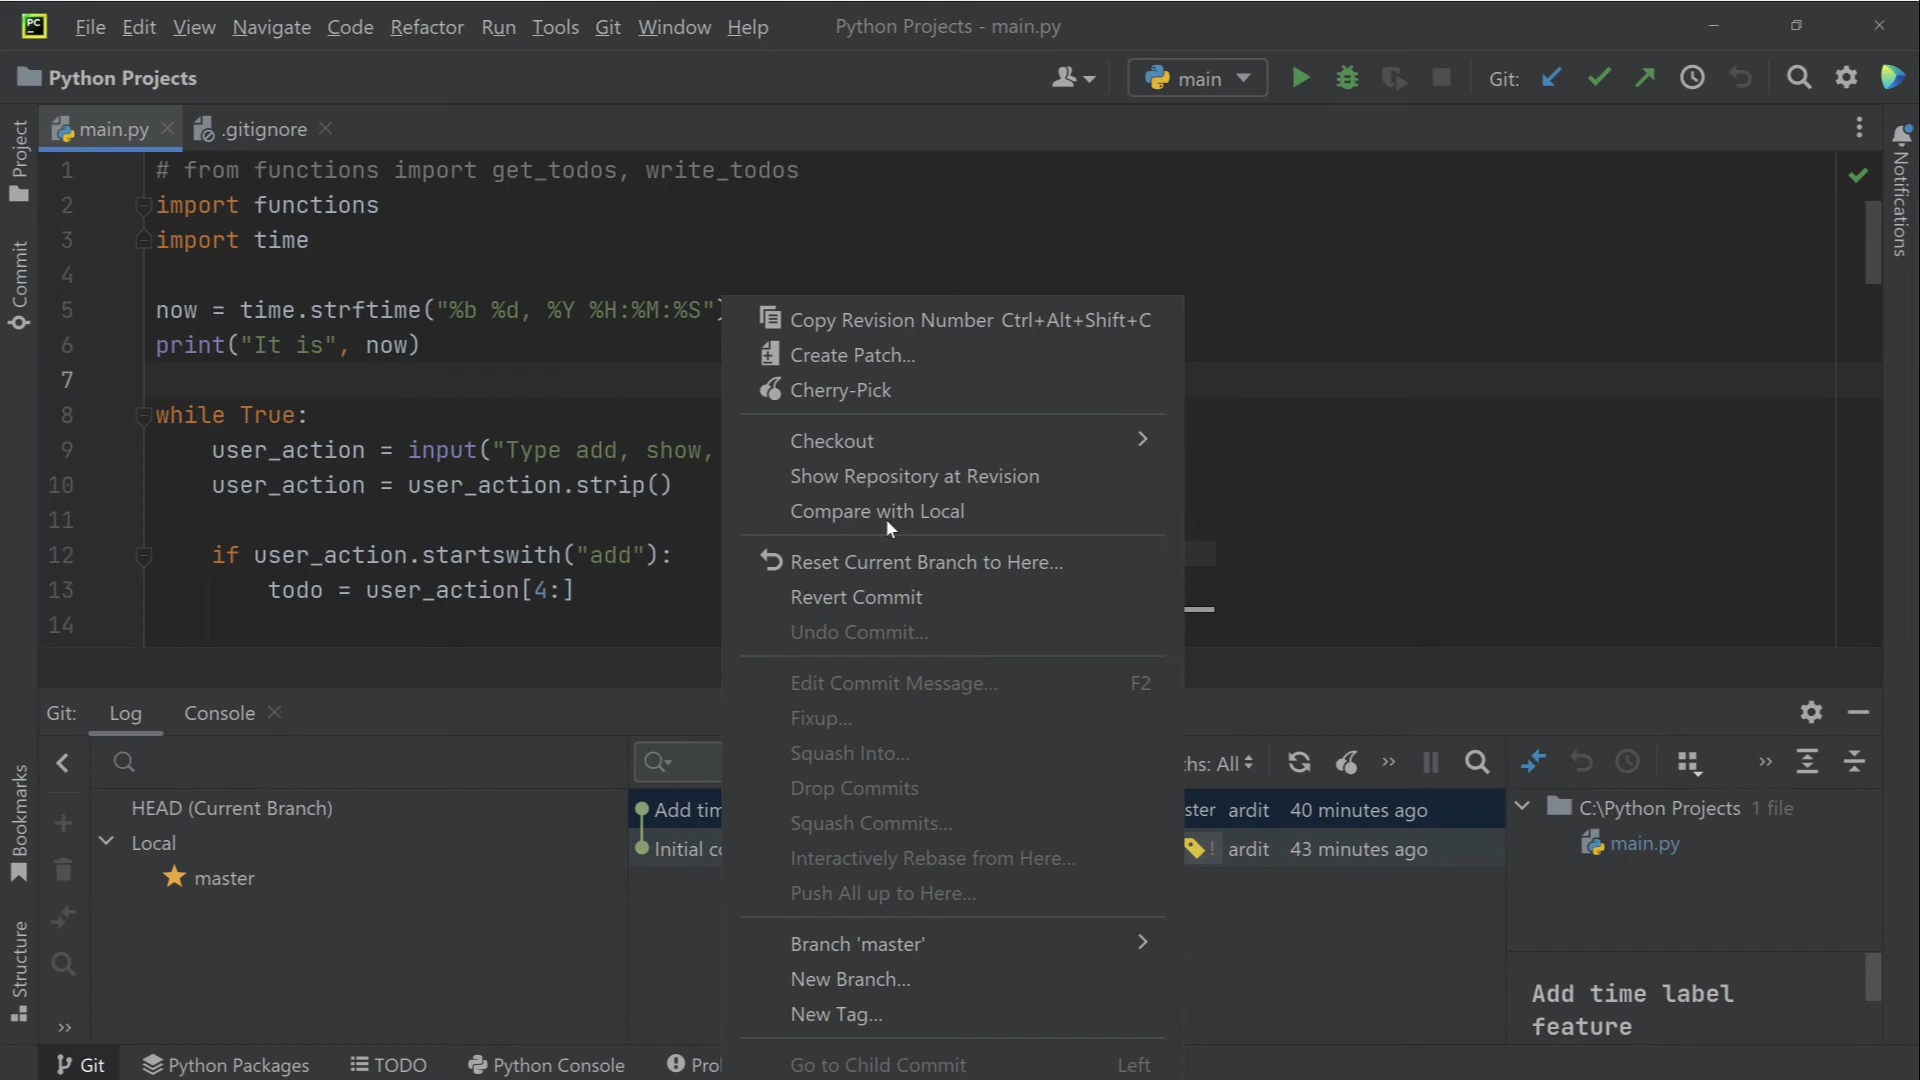 PC File Edit View Navigate Code Refactor Run Tools Git Window Help Python Projects - main.py
Python Projects main Git:
main.py .gitignore
Project
Commit
Bookmarks
Structure
Notifications
1 # from functions import get_todos, write_todos
2 import functions
3 import time
4
5 now = time.strftime("%b %d, %Y %H:%M:%S")
6 print("It is", now)
7
8 while True:
9 user_action = input("Type add, show,
10 user_action = user_action.strip()
11
12 if user_action.startswith("add"):
13 todo = user_action[4:]
14
Copy Revision Number Ctrl+Alt+Shift+C
Create Patch...
Cherry-Pick
Checkout
Show Repository at Revision
Compare with Local
Reset Current Branch to Here...
Revert Commit
Undo Commit...
Edit Commit Message... F2
Fixup...
Squash Into...
Drop Commits
Squash Commits...
Interactively Rebase from Here...
Push All up to Here...
Branch 'master'
New Branch...
New Tag...
Go to Child Commit Left
Git: Log Console
HEAD (Current Branch)
Local
master
ths: All
Add tim ster ardit 40 minutes ago
Initial co ! ardit 43 minutes ago
C:\Python Projects 1 file
main.py
Add time label
feature
Git Python Packages TODO Python Console Pro